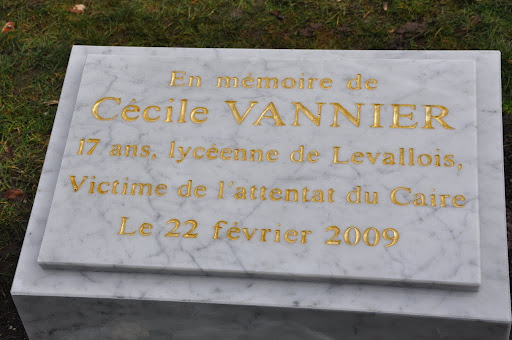 En mémoire de
Cécile VANNIER
17 ans, lycéenne de Levallois,
Victime de l'attentat du Caire
Le 22 février 2009